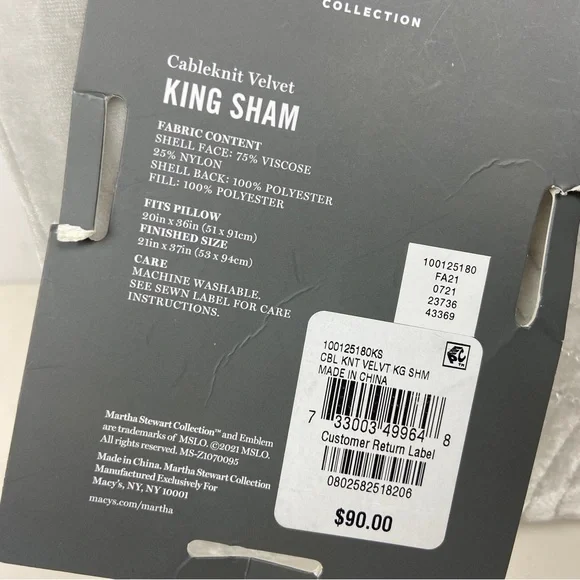 COLLECTION
Cableknit Velvet
KING SHAM
FABRIC CONTENT
SHELL FACE: 75% VISCOSE
25% NYLON
SHELL BACK: 100% POLYESTER
FILL: 100% POLYESTER
FITS PILLOW
20in x 36in (51 x 91cm)
FINISHED SIZE
21in x 37in (53 x 94cm)
CARE
MACHINE WASHABLE.
SEE SEWN LABEL FOR CARE
INSTRUCTIONS.
100125180
FA21
0721
23736
43369
100125180KS
CBL KNT VELVT KG SHM
MADE IN CHINA
7 33003 49964 8
Customer Return Label
0802582518206
$90.00
Martha Stewart Collection™ and Emblem
are trademarks of MSLO. ©2021 MSLO.
All rights reserved. MS-Z1070095
Made in China. Martha Stewart Collection
Manufactured Exclusively For
Macy's, NY, NY 10001
macys.com/martha